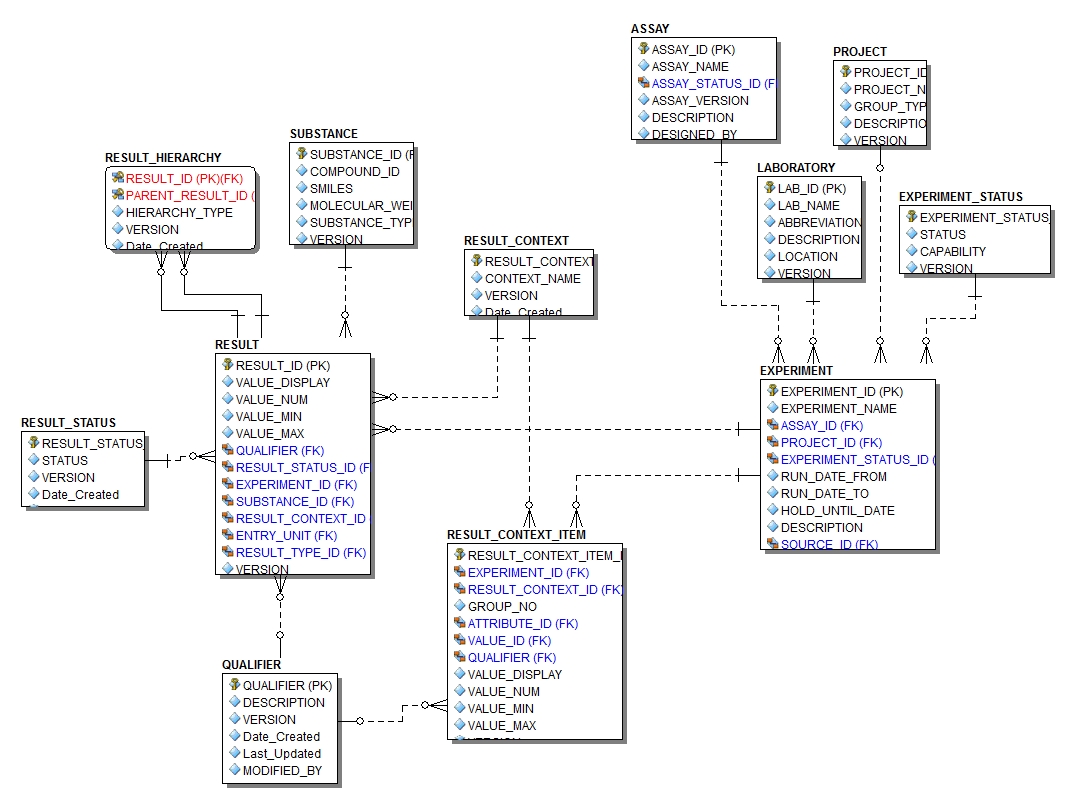 ASSAY
ASSAY_ID (PK)
ASSAY_NAME
ASSAY_STATUS_ID (F
ASSAY_VERSION
DESCRIPTION
DESIGNED_BY
PROJECT
PROJECT_ID
PROJECT_N
GROUP_TYP
DESCRIPTIO
VERSION
SUBSTANCE
SUBSTANCE_ID (F
COMPOUND_ID
SMILES
MOLECULAR_WEI
SUBSTANCE_TYP
VERSION
RESULT_HIERARCHY
RESULT_ID (PK)(FK)
PARENT_RESULT_ID (
HIERARCHY_TYPE
VERSION
Date_Created
LABORATORY
LAB_ID (PK)
LAB_NAME
ABBREVIATION
DESCRIPTION
LOCATION
VERSION
EXPERIMENT_STATUS
EXPERIMENT_STATUS_
STATUS
CAPABILITY
VERSION
RESULT_CONTEXT
RESULT_CONTEXT
CONTEXT_NAME
VERSION
Date_Created
RESULT
RESULT_ID (PK)
VALUE_DISPLAY
VALUE_NUM
VALUE_MIN
VALUE_MAX
QUALIFIER (FK)
RESULT_STATUS_ID (F
EXPERIMENT_ID (FK)
SUBSTANCE_ID (FK)
RESULT_CONTEXT_ID
ENTRY_UNIT (FK)
RESULT_TYPE_ID (FK)
VERSION
EXPERIMENT
EXPERIMENT_ID (PK)
EXPERIMENT_NAME
ASSAY_ID (FK)
PROJECT_ID (FK)
EXPERIMENT_STATUS_ID (
RUN_DATE_FROM
RUN_DATE_TO
HOLD_UNTIL_DATE
DESCRIPTION
SOURCE_ID (FK)
RESULT_STATUS
RESULT_STATUS_
STATUS
VERSION
Date_Created
RESULT_CONTEXT_ITEM
RESULT_CONTEXT_ITEM_I
EXPERIMENT_ID (FK)
RESULT_CONTEXT_ID (FK)
GROUP_NO
ATTRIBUTE_ID (FK)
VALUE_ID (FK)
QUALIFIER (FK)
VALUE_DISPLAY
VALUE_NUM
VALUE_MIN
VALUE_MAX
QUALIFIER
QUALIFIER (PK)
DESCRIPTION
VERSION
Date_Created
Last_Updated
MODIFIED_BY